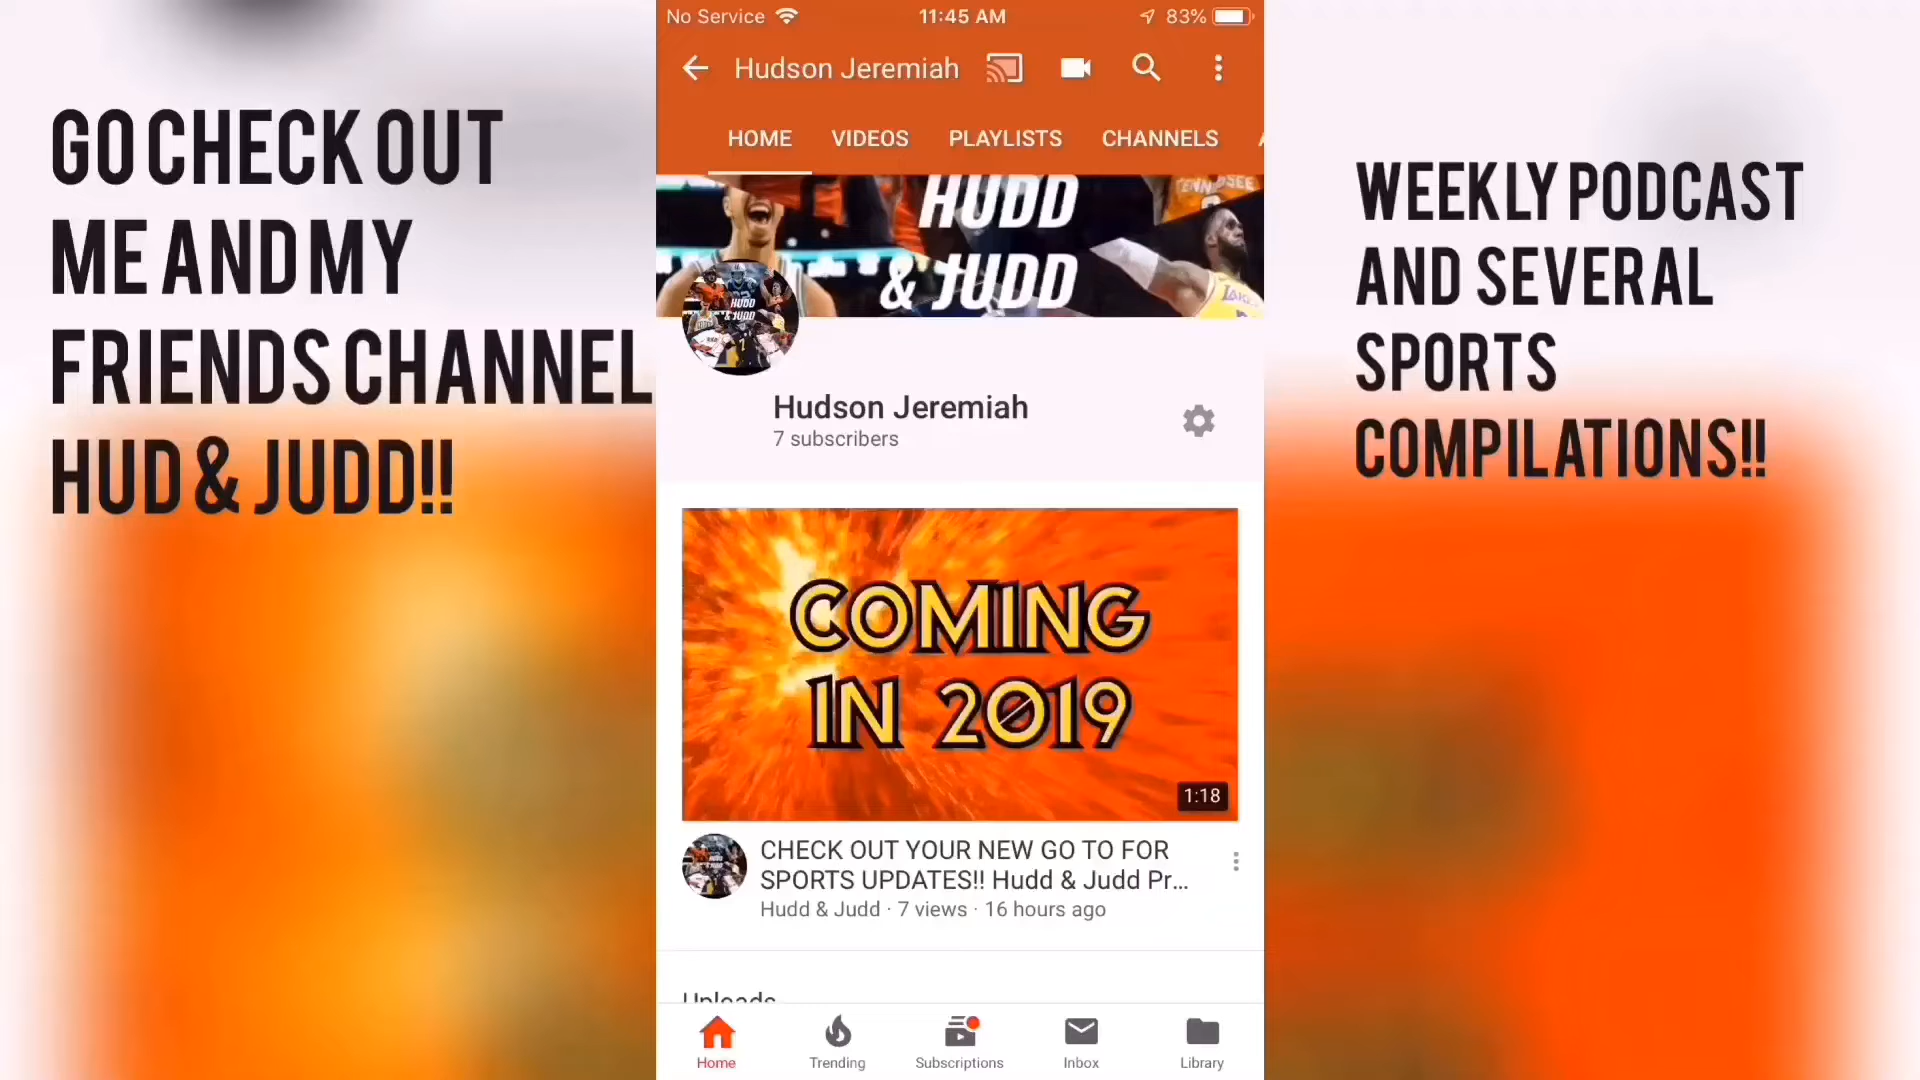 GO CHECK OUT
ME AND MY
FRIENDS CHANNEL
HUD & JUDD!!
No Service 11:45 AM 83%
Hudson Jeremiah
HOME VIDEOS PLAYLISTS CHANNELS
HUDD
& JUDD
HUDD
& JUDD
Hudson Jeremiah
7 subscribers
COMING
IN 2019
1:18
CHECK OUT YOUR NEW GO TO FOR
SPORTS UPDATES!! Hudd & Judd Pr...
Hudd & Judd · 7 views · 16 hours ago
Uploads
Home Trending Subscriptions Inbox Library
WEEKLY PODCAST
AND SEVERAL
SPORTS
COMPILATIONS!!